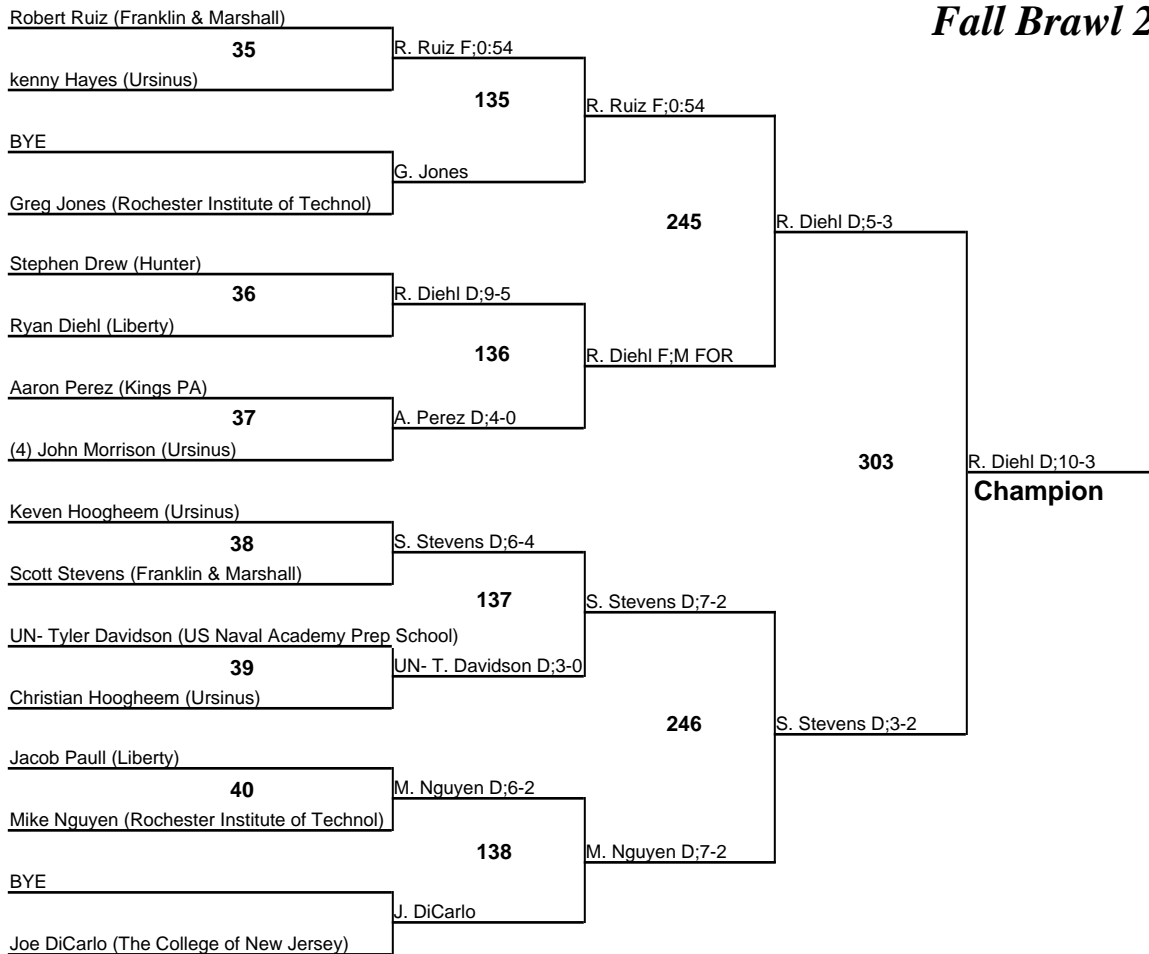 Fall Brawl 2
Robert Ruiz (Franklin & Marshall)
35
R. Ruiz F;0:54
kenny Hayes (Ursinus)
135
R. Ruiz F;0:54
BYE
G. Jones
Greg Jones (Rochester Institute of Technol)
245
R. Diehl D;5-3
Stephen Drew (Hunter)
36
R. Diehl D;9-5
Ryan Diehl (Liberty)
136
R. Diehl F;M FOR
Aaron Perez (Kings PA)
37
A. Perez D;4-0
(4) John Morrison (Ursinus)
303
R. Diehl D;10-3
Champion
Keven Hoogheem (Ursinus)
38
S. Stevens D;6-4
Scott Stevens (Franklin & Marshall)
137
S. Stevens D;7-2
UN- Tyler Davidson (US Naval Academy Prep School)
39
UN- T. Davidson D;3-0
Christian Hoogheem (Ursinus)
246
S. Stevens D;3-2
Jacob Paull (Liberty)
40
M. Nguyen D;6-2
Mike Nguyen (Rochester Institute of Technol)
138
M. Nguyen D;7-2
BYE
J. DiCarlo
Joe DiCarlo (The College of New Jersey)